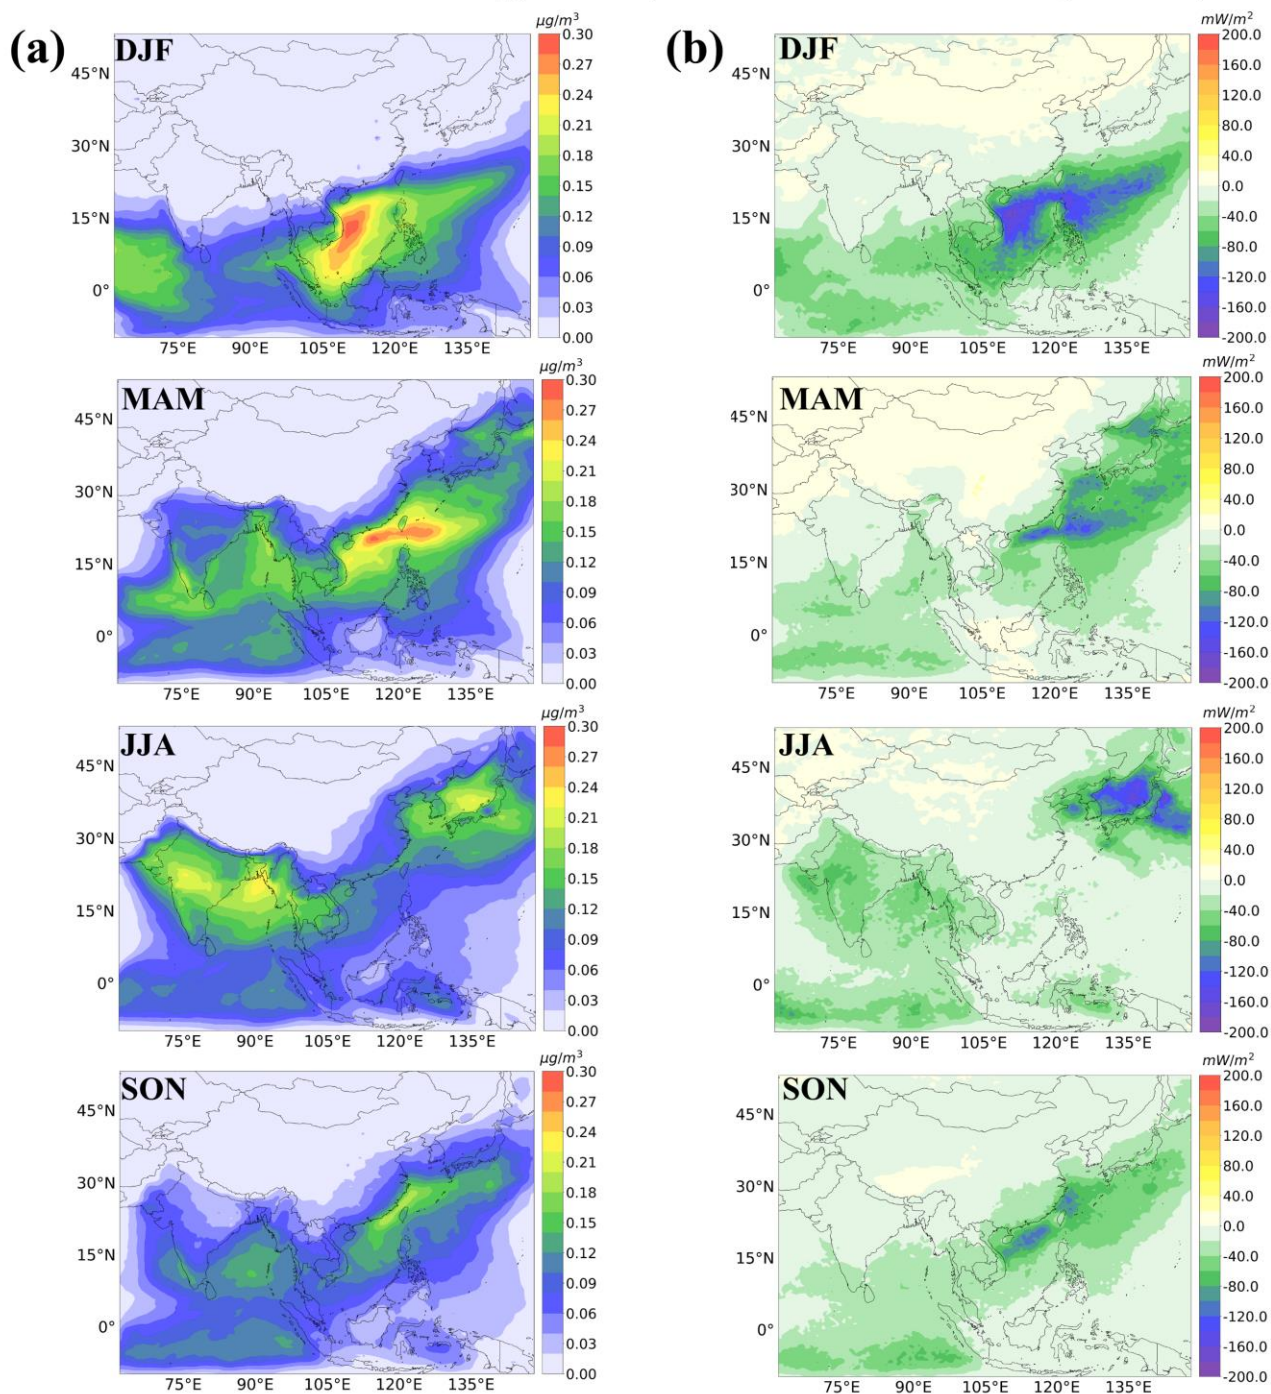 (a)
DJF
μg/m³
0.30
0.27
0.24
0.21
0.18
0.15
0.12
0.09
0.06
0.03
0.00
45°N
30°N
15°N
0°
75°E 90°E 105°E 120°E 135°E
(b)
DJF
mW/m²
200.0
160.0
120.0
80.0
40.0
0.0
-40.0
-80.0
-120.0
-160.0
-200.0
45°N
30°N
15°N
0°
75°E 90°E 105°E 120°E 135°E
MAM
μg/m³
0.30
0.27
0.24
0.21
0.18
0.15
0.12
0.09
0.06
0.03
0.00
45°N
30°N
15°N
0°
75°E 90°E 105°E 120°E 135°E
MAM
mW/m²
200.0
160.0
120.0
80.0
40.0
0.0
-40.0
-80.0
-120.0
-160.0
-200.0
45°N
30°N
15°N
0°
75°E 90°E 105°E 120°E 135°E
JJA
μg/m³
0.30
0.27
0.24
0.21
0.18
0.15
0.12
0.09
0.06
0.03
0.00
45°N
30°N
15°N
0°
75°E 90°E 105°E 120°E 135°E
JJA
mW/m²
200.0
160.0
120.0
80.0
40.0
0.0
-40.0
-80.0
-120.0
-160.0
-200.0
45°N
30°N
15°N
0°
75°E 90°E 105°E 120°E 135°E
SON
μg/m³
0.30
0.27
0.24
0.21
0.18
0.15
0.12
0.09
0.06
0.03
0.00
45°N
30°N
15°N
0°
75°E 90°E 105°E 120°E 135°E
SON
mW/m²
200.0
160.0
120.0
80.0
40.0
0.0
-40.0
-80.0
-120.0
-160.0
-200.0
45°N
30°N
15°N
0°
75°E 90°E 105°E 120°E 135°E